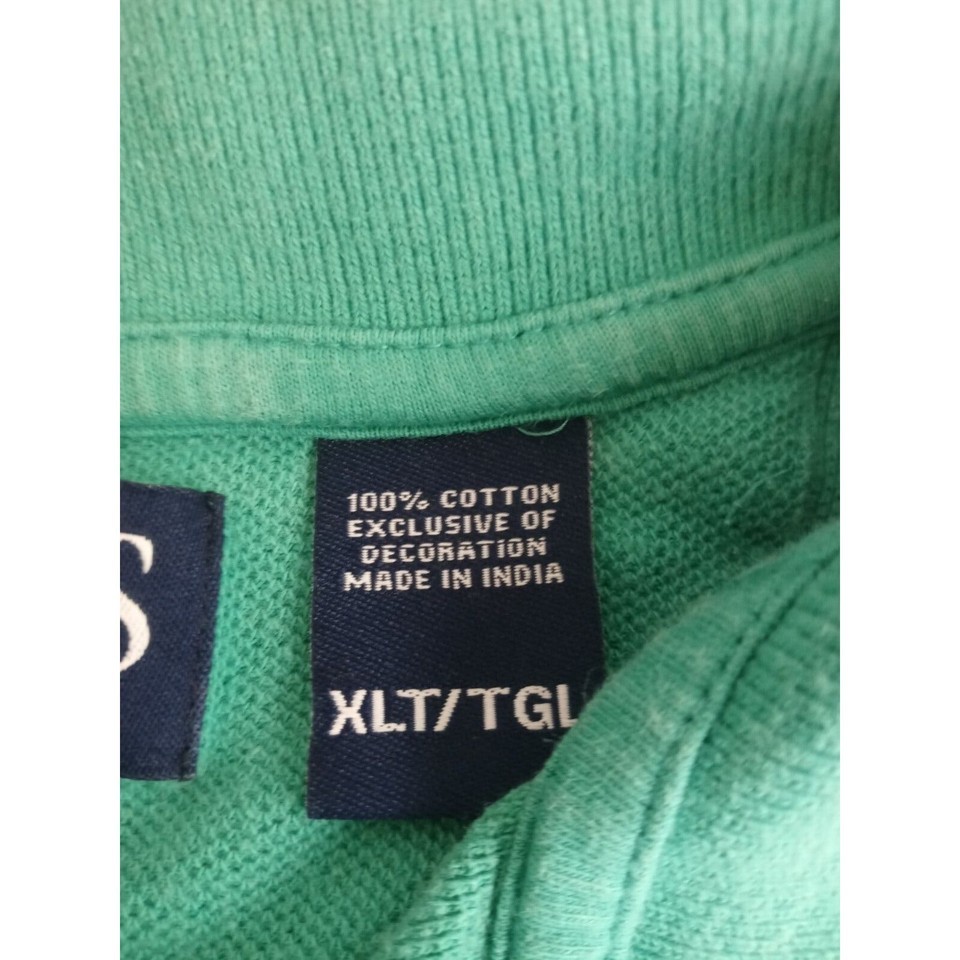 100% COTTON
EXCLUSIVE OF
DECORATION
MADE IN INDIA
S
XLT/TGL